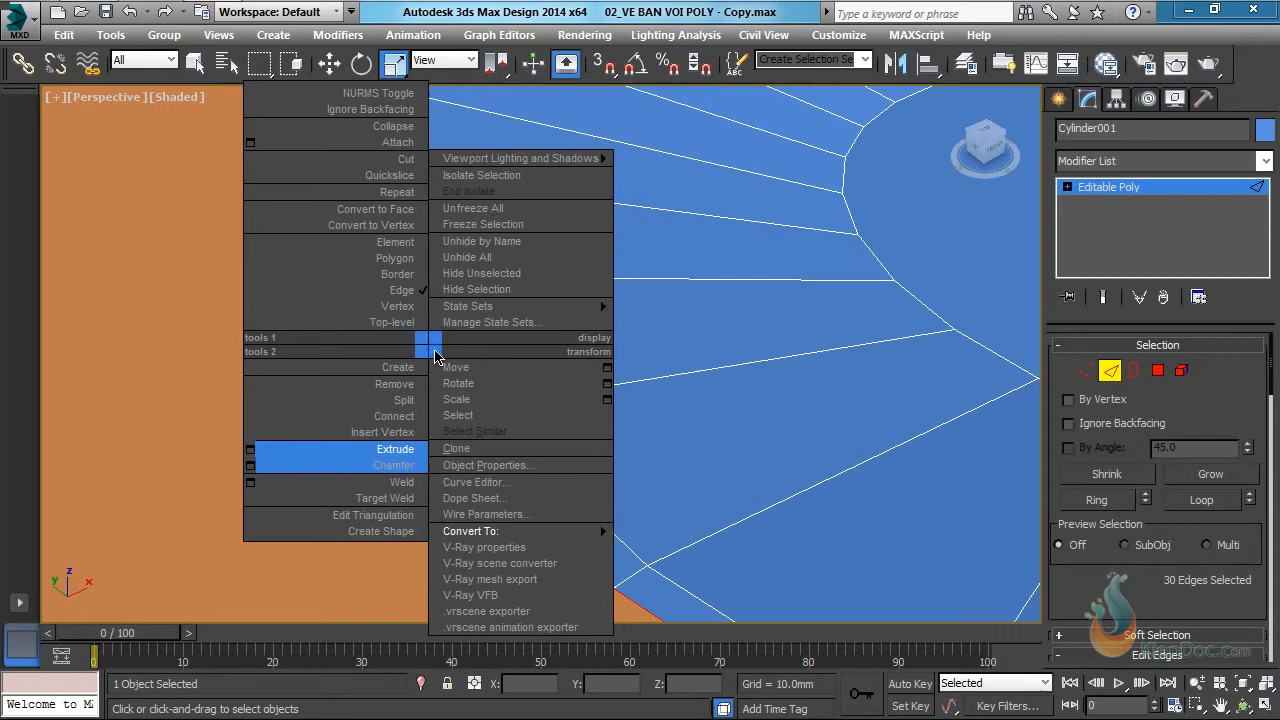 Workspace: Default
Autodesk 3ds Max Design 2014 x64
02_VE BAN VOI POLY - Copy.max
Type a keyword or phrase
MXD
Edit
Tools
Group
Views
Create
Modifiers
Animation
Graph Editors
Rendering
Lighting Analysis
Civil View
Customize
MAXScript
Help
All
View
Create Selection Se
[+][Perspective][Shaded]
NURMS Toggle
Ignore Backfacing
Collapse
Attach
Cut
Quickslice
Repeat
Convert to Face
Convert to Vertex
Element
Polygon
Border
Edge
Vertex
Top-level
tools 1
tools 2
Create
Remove
Split
Connect
Insert Vertex
Extrude
Chamfer
Weld
Target Weld
Edit Triangulation
Create Shape
Viewport Lighting and Shadows
Isolate Selection
End Isolate
Unfreeze All
Freeze Selection
Unhide by Name
Unhide All
Hide Unselected
Hide Selection
State Sets
Manage State Sets...
display
transform
Move
Rotate
Scale
Select
Select Similar
Clone
Object Properties...
Curve Editor...
Dope Sheet...
Wire Parameters...
Convert To:
V-Ray properties
V-Ray scene converter
V-Ray mesh export
V-Ray VFB
.vrscene exporter
.vrscene animation exporter
TOP
FRONT
Cylinder001
Modifier List
Editable Poly
- Selection
By Vertex
Ignore Backfacing
By Angle: 45.0
Shrink
Grow
Ring
Loop
Preview Selection
Off
SubObj
Multi
30 Edges Selected
+ Soft Selection
- Edit Edges
KienDoc.Com
z
y
x
< 0 / 100 >
0 10 20 30 40 50 60 70 80 90 100
1 Object Selected
X:
Y:
Z:
Grid = 10.0mm
Auto Key
Selected
Welcome to M
Click or click-and-drag to select objects
Add Time Tag
Set Key
Key Filters...
0